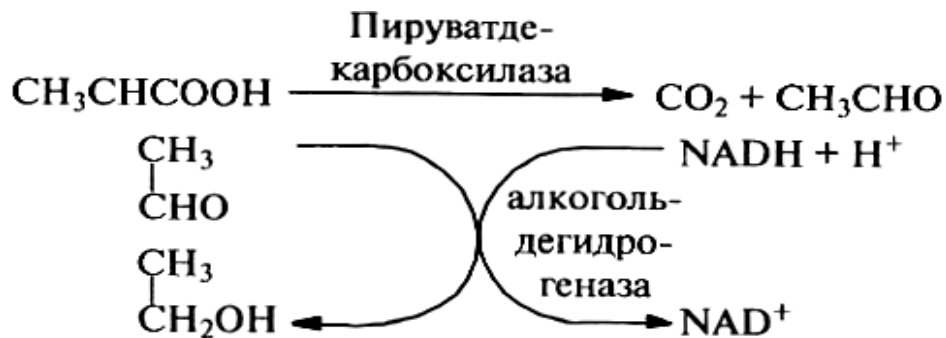 Пируватде-
карбоксилаза
CH₃CHCOOH CO₂ + CH₃CHO
CH₃ NADH + H⁺
CHO
алкоголь-
дегидро-
геназа
CH₃
CH₂OH NAD⁺